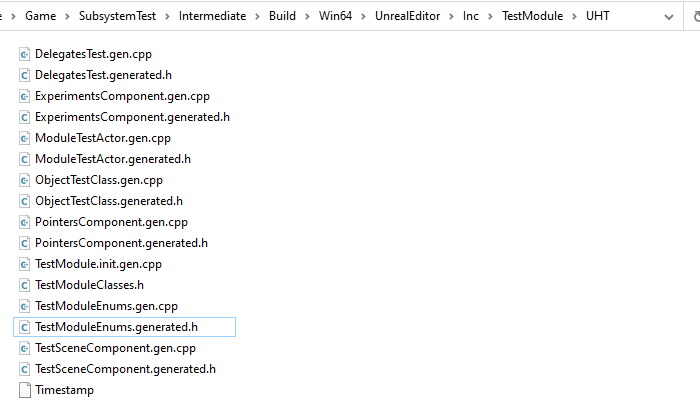 Game > SubsystemTest > Intermediate > Build > Win64 > UnrealEditor > Inc > TestModule > UHT
DelegatesTest.gen.cpp
DelegatesTest.generated.h
ExperimentsComponent.gen.cpp
ExperimentsComponent.generated.h
ModuleTestActor.gen.cpp
ModuleTestActor.generated.h
ObjectTestClass.gen.cpp
ObjectTestClass.generated.h
PointersComponent.gen.cpp
PointersComponent.generated.h
TestModule.init.gen.cpp
TestModuleClasses.h
TestModuleEnums.gen.cpp
TestModuleEnums.generated.h
TestSceneComponent.gen.cpp
TestSceneComponent.generated.h
Timestamp